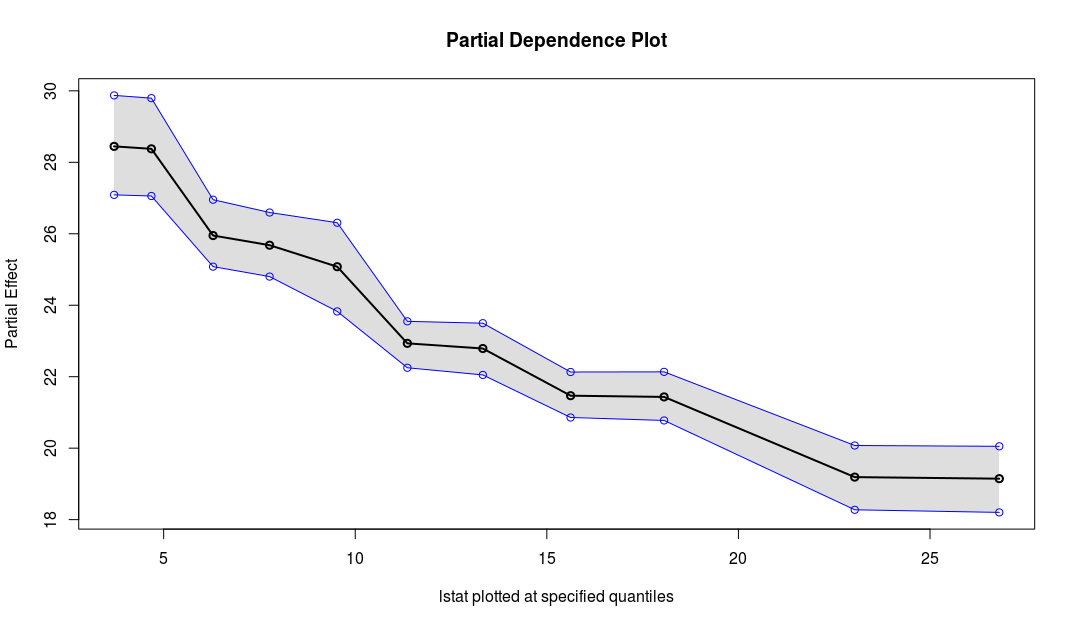 Partial Dependence Plot
Partial Effect
30
28
26
24
22
20
18
5 10 15 20 25
lstat plotted at specified quantiles